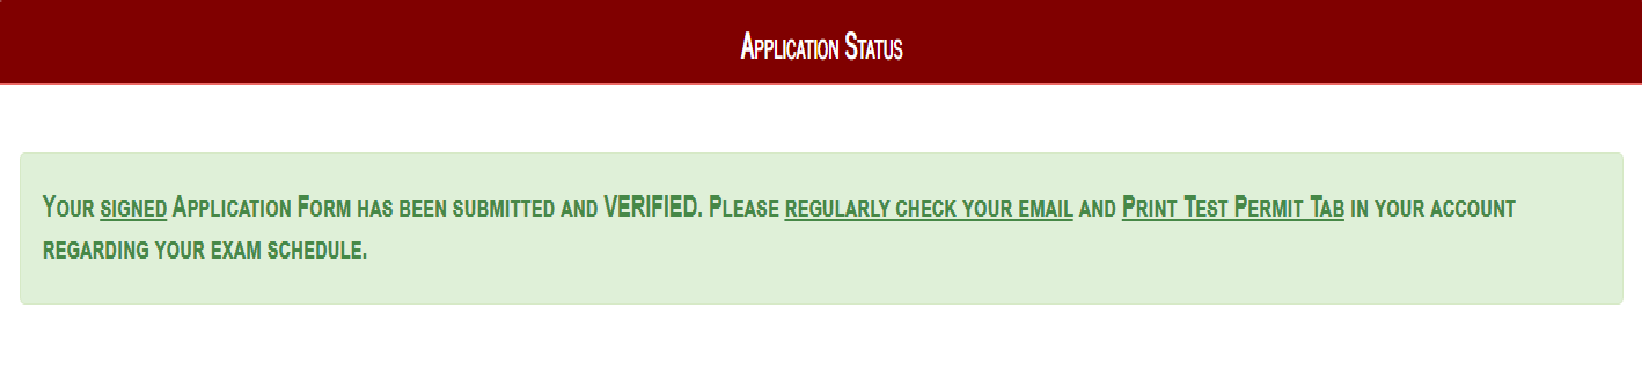 Application Status
Your signed Application Form has been submitted and VERIFIED. Please regularly check your email and Print Test Permit Tab in your account
regarding your exam schedule.